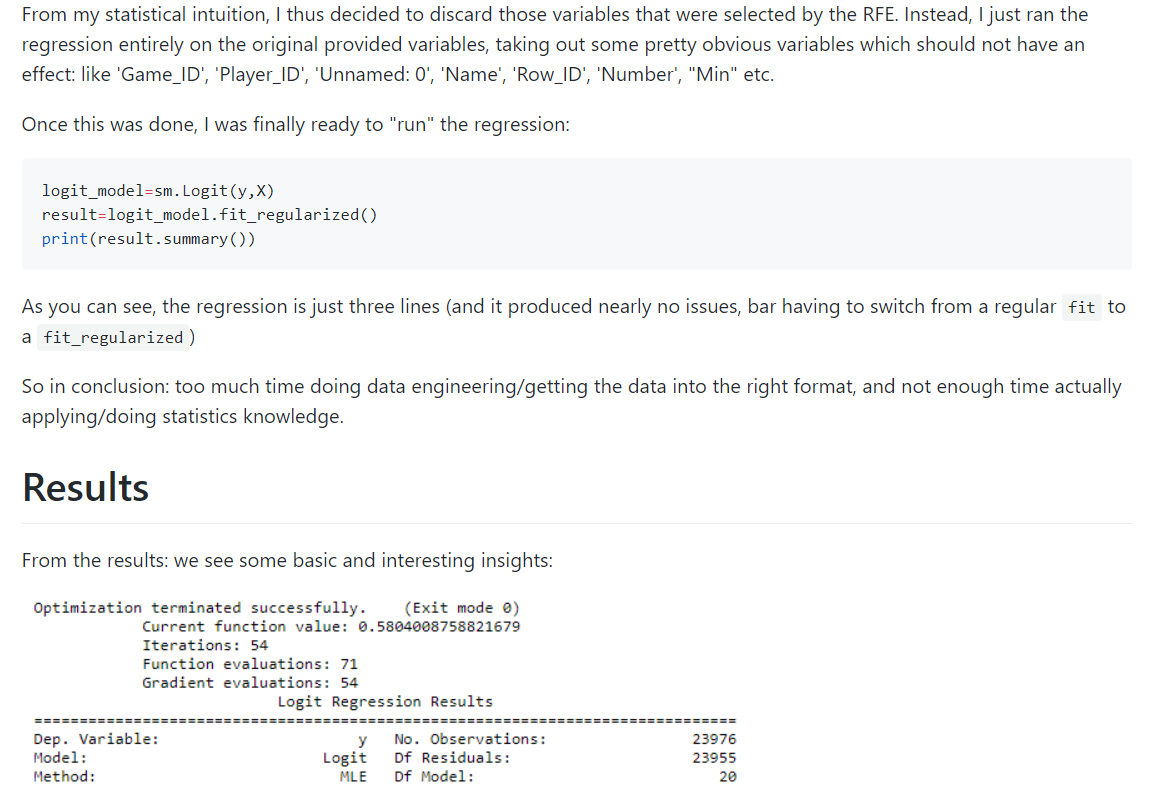 From my statistical intuition, I thus decided to discard those variables that were selected by the RFE. Instead, I just ran the
regression entirely on the original provided variables, taking out some pretty obvious variables which should not have an
effect: like 'Game_ID', 'Player_ID', 'Unnamed: 0', 'Name', 'Row_ID', 'Number', "Min" etc.
Once this was done, I was finally ready to "run" the regression:
logit_model=sm.Logit(y,X)
result=logit_model.fit_regularized()
print(result.summary())
As you can see, the regression is just three lines (and it produced nearly no issues, bar having to switch from a regular fit to
a fit_regularized )
So in conclusion: too much time doing data engineering/getting the data into the right format, and not enough time actually
applying/doing statistics knowledge.
Results
From the results: we see some basic and interesting insights:
Optimization terminated successfully. (Exit mode 0)
Current function value: 0.5804008758821679
Iterations: 54
Function evaluations: 71
Gradient evaluations: 54
Logit Regression Results
==============================================================================
Dep. Variable: y No. Observations: 23976
Model: Logit Df Residuals: 23955
Method: MLE Df Model: 20